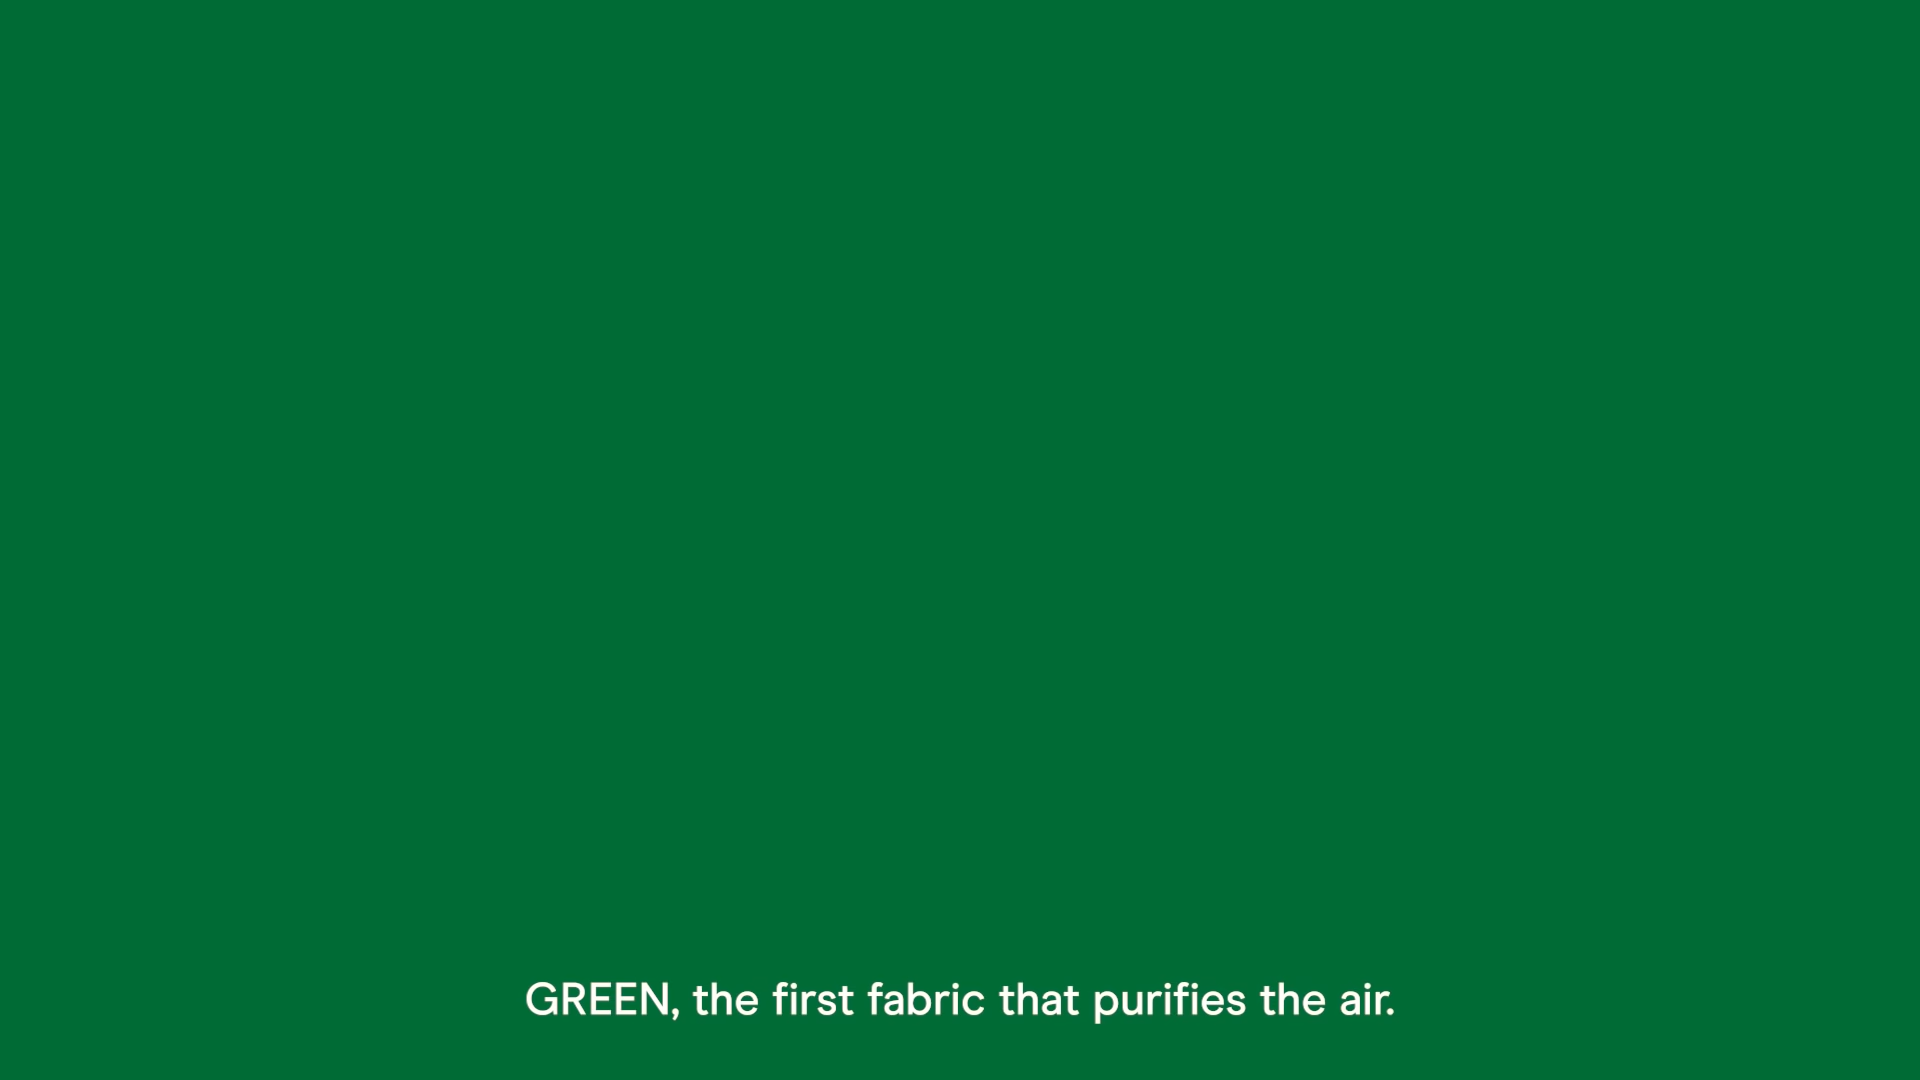 GREEN, the first fabric that purifies the air.